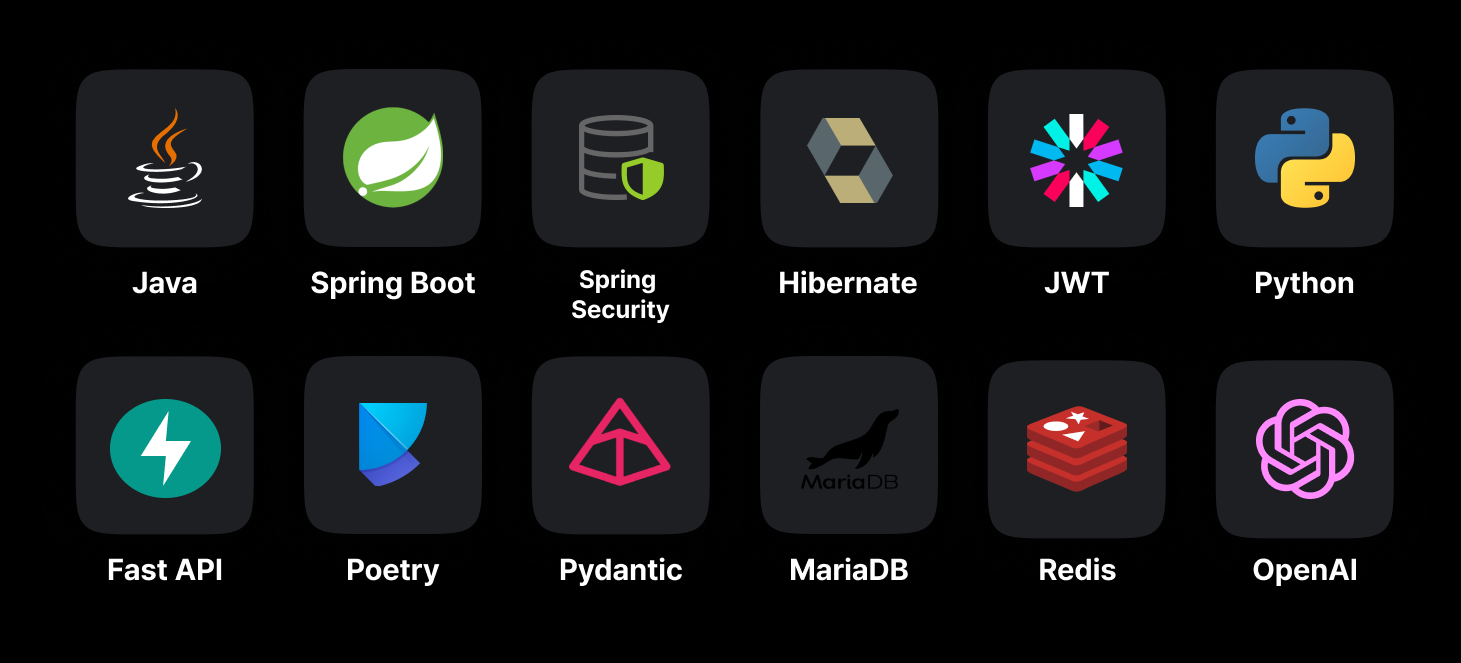 Java
Spring Boot
Spring
Security
Hibernate
JWT
Python
MariaDB
Fast API
Poetry
Pydantic
MariaDB
Redis
OpenAI